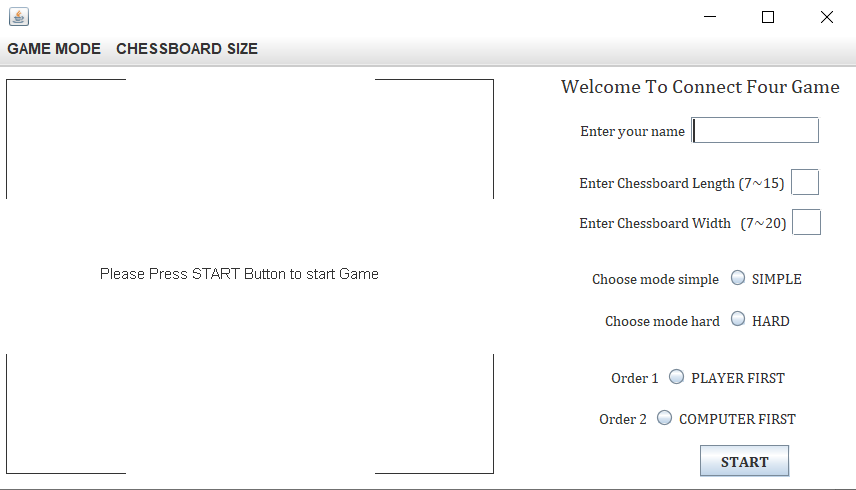 GAME MODE CHESSBOARD SIZE
Welcome To Connect Four Game
Enter your name
Enter Chessboard Length (7~15)
Enter Chessboard Width (7~20)
Please Press START Button to start Game
Choose mode simple SIMPLE
Choose mode hard HARD
Order 1 PLAYER FIRST
Order 2 COMPUTER FIRST
START